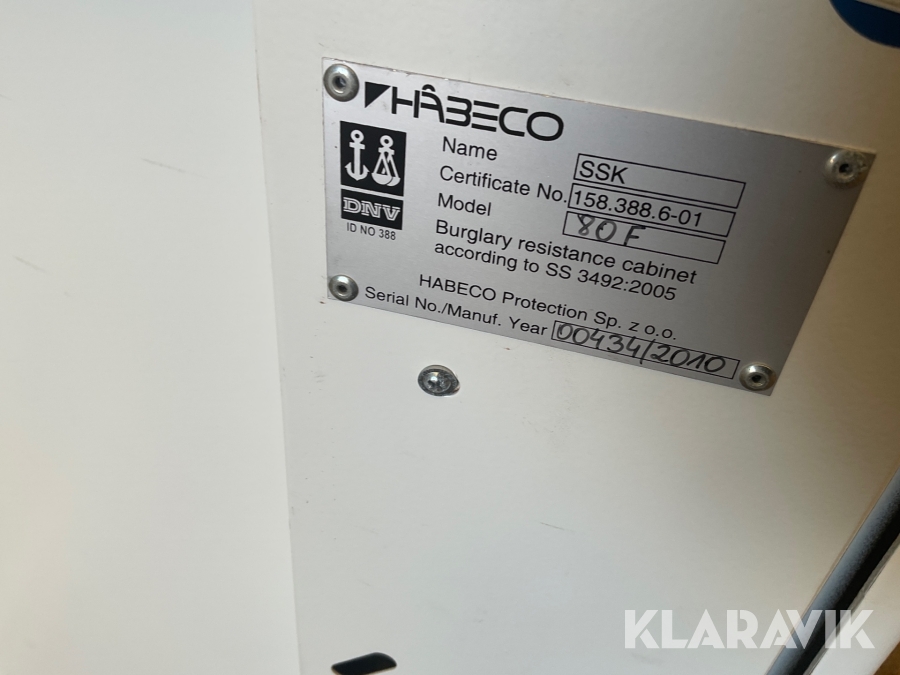 HÅBECO
DNV
ID NO 388
Name SSK
Certificate No. 158.388.6-01
Model 80F
Burglary resistance cabinet
according to SS 3492:2005
HABECO Protection Sp. z o.o.
Serial No./Manuf. Year 00434/2010
KLARAVIK